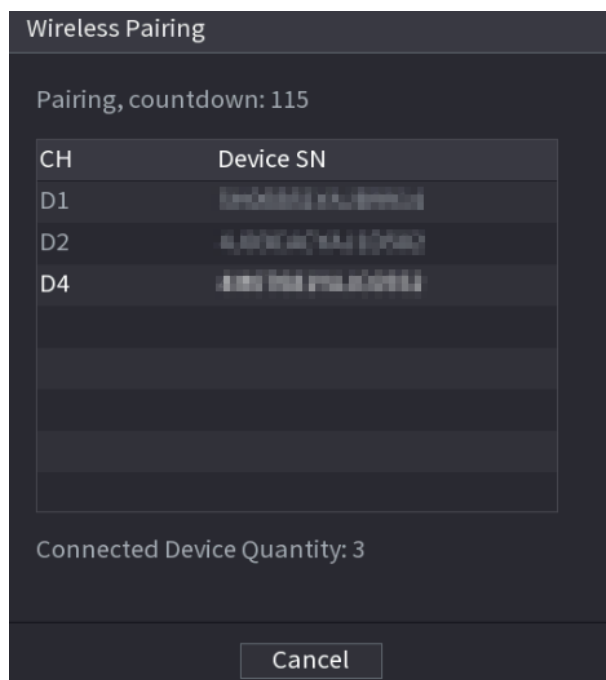 Wireless Pairing
Pairing, countdown: 115
CH Device SN
D1
D2
D4
Connected Device Quantity: 3
Cancel